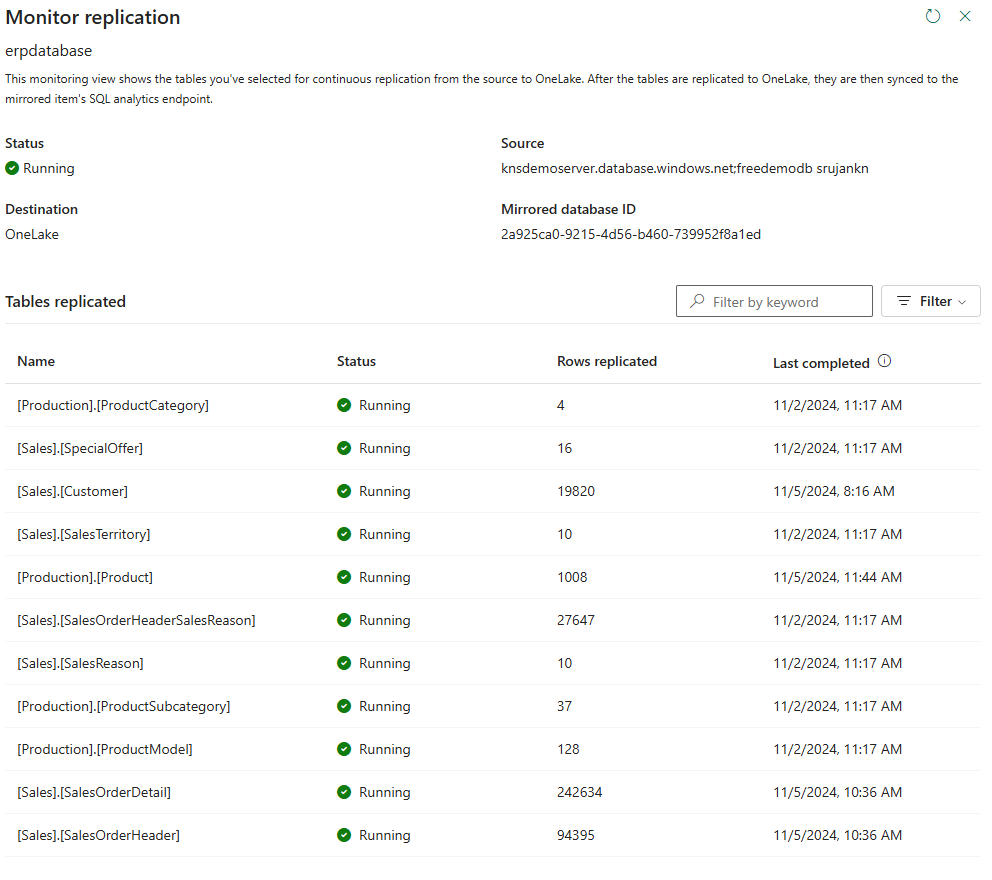 Monitor replication
erpdatabase
This monitoring view shows the tables you've selected for continuous replication from the source to OneLake. After the tables are replicated to OneLake, they are then synced to the
mirrored item's SQL analytics endpoint.
Status Source
Running knsdemoserver.database.windows.net;freedemodb srujankn
Destination Mirrored database ID
OneLake 2a925ca0-9215-4d56-b460-739952f8a1ed
Tables replicated Filter by keyword Filter
Name Status Rows replicated Last completed
[Production].[ProductCategory] Running 4 11/2/2024, 11:17 AM
[Sales].[SpecialOffer] Running 16 11/2/2024, 11:17 AM
[Sales].[Customer] Running 19820 11/5/2024, 8:16 AM
[Sales].[SalesTerritory] Running 10 11/2/2024, 11:17 AM
[Production].[Product] Running 1008 11/5/2024, 11:44 AM
[Sales].[SalesOrderHeaderSalesReason] Running 27647 11/2/2024, 11:17 AM
[Sales].[SalesReason] Running 10 11/2/2024, 11:17 AM
[Production].[ProductSubcategory] Running 37 11/2/2024, 11:17 AM
[Production].[ProductModel] Running 128 11/2/2024, 11:17 AM
[Sales].[SalesOrderDetail] Running 242634 11/5/2024, 10:36 AM
[Sales].[SalesOrderHeader] Running 94395 11/5/2024, 10:36 AM